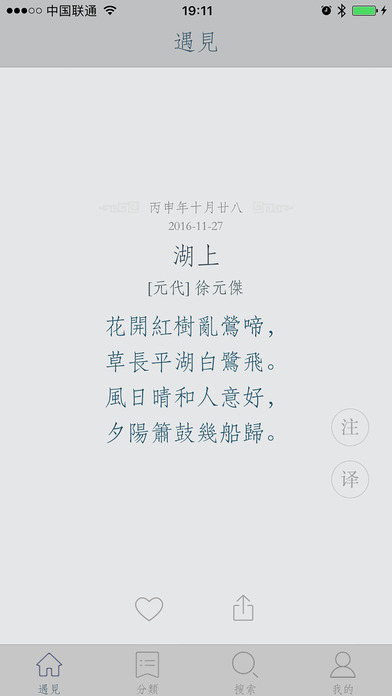 中国联通 19:11
遇見
丙申年十月廿八
2016-11-27
湖上
[元代] 徐元傑
花開紅樹亂鶯啼，
草長平湖白鷺飛。
風日晴和人意好，
夕陽簫鼓幾船歸。
注
译
遇見 分類 搜索 我的